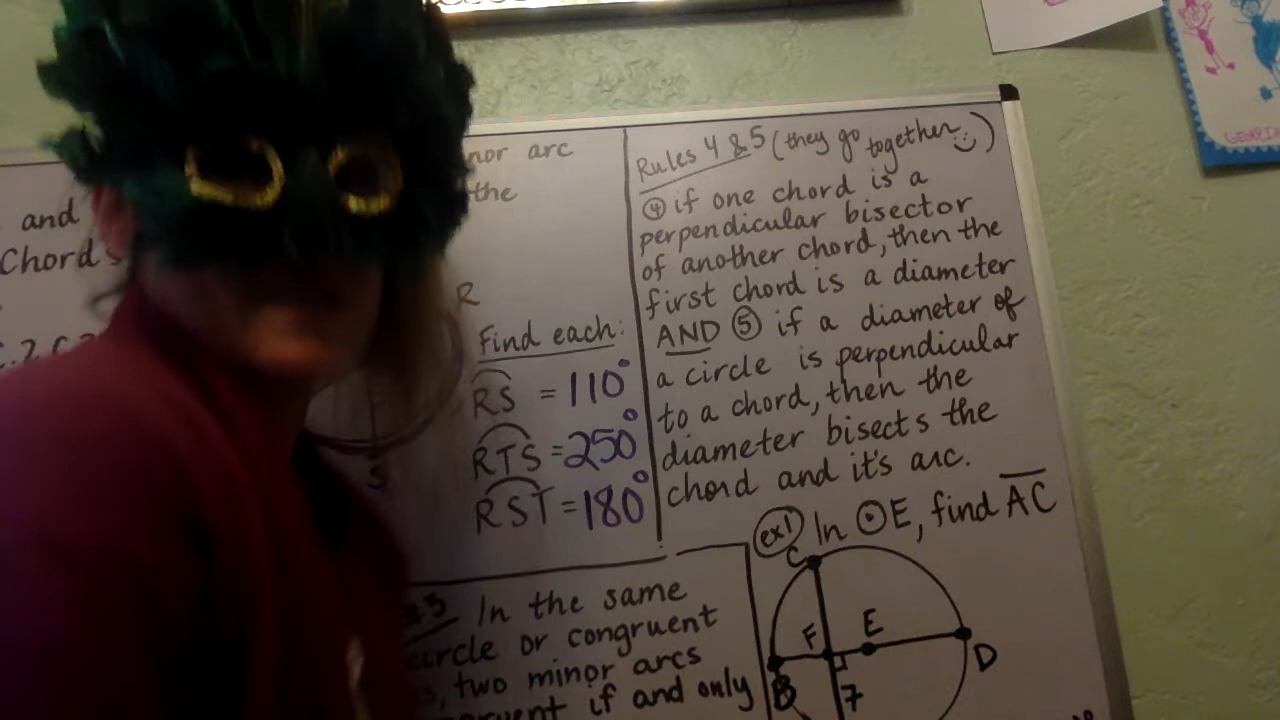 and
Chord
nor arc
the
R
Find each:
RS = 110°
RTS = 250°
RST = 180°
S
Rules 4 & 5 (they go together ☺)
④ if one chord is a
perpendicular bisector
of another chord, then the
first chord is a diameter
AND ⑤ if a diameter of
a circle is perpendicular
to a chord, then the
diameter bisects the
chord and it's arc.
ex 1 In ⊙E, find AC
C
F E
B D
7
3 In the same
circle or congruent
two minor arcs
if and only